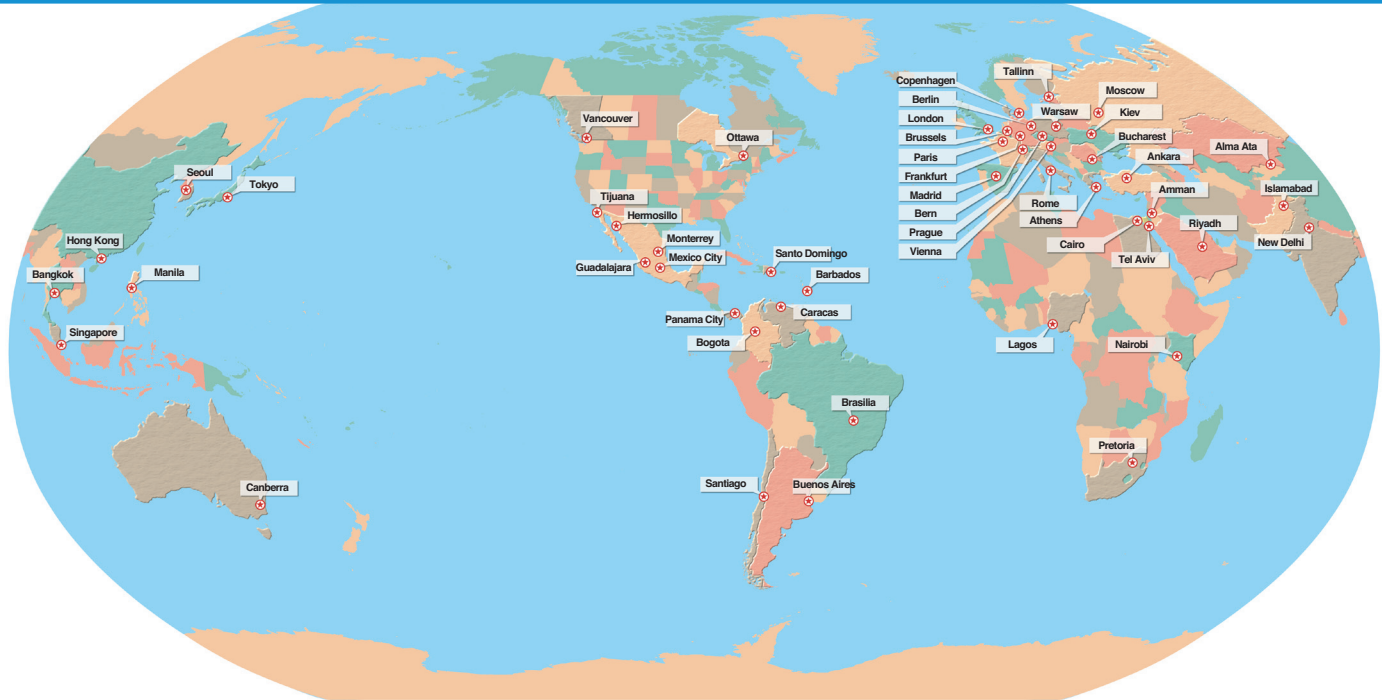 Copenhagen
Tallinn
Berlin
Moscow
London
Warsaw
Kiev
Vancouver
Brussels
Bucharest
Ottawa
Paris
Ankara
Alma Ata
Seoul
Frankfurt
Tokyo
Amman
Islamabad
Madrid
Tijuana
Rome
Hermosillo
Bern
Athens
Riyadh
Prague
Hong Kong
Monterrey
Cairo
New Delhi
Vienna
Santo Domingo
Tel Aviv
Mexico City
Guadalajara
Bangkok
Manila
Barbados
Caracas
Panama City
Singapore
Bogota
Lagos
Nairobi
Brasilia
Pretoria
Santiago
Buenos Aires
Canberra